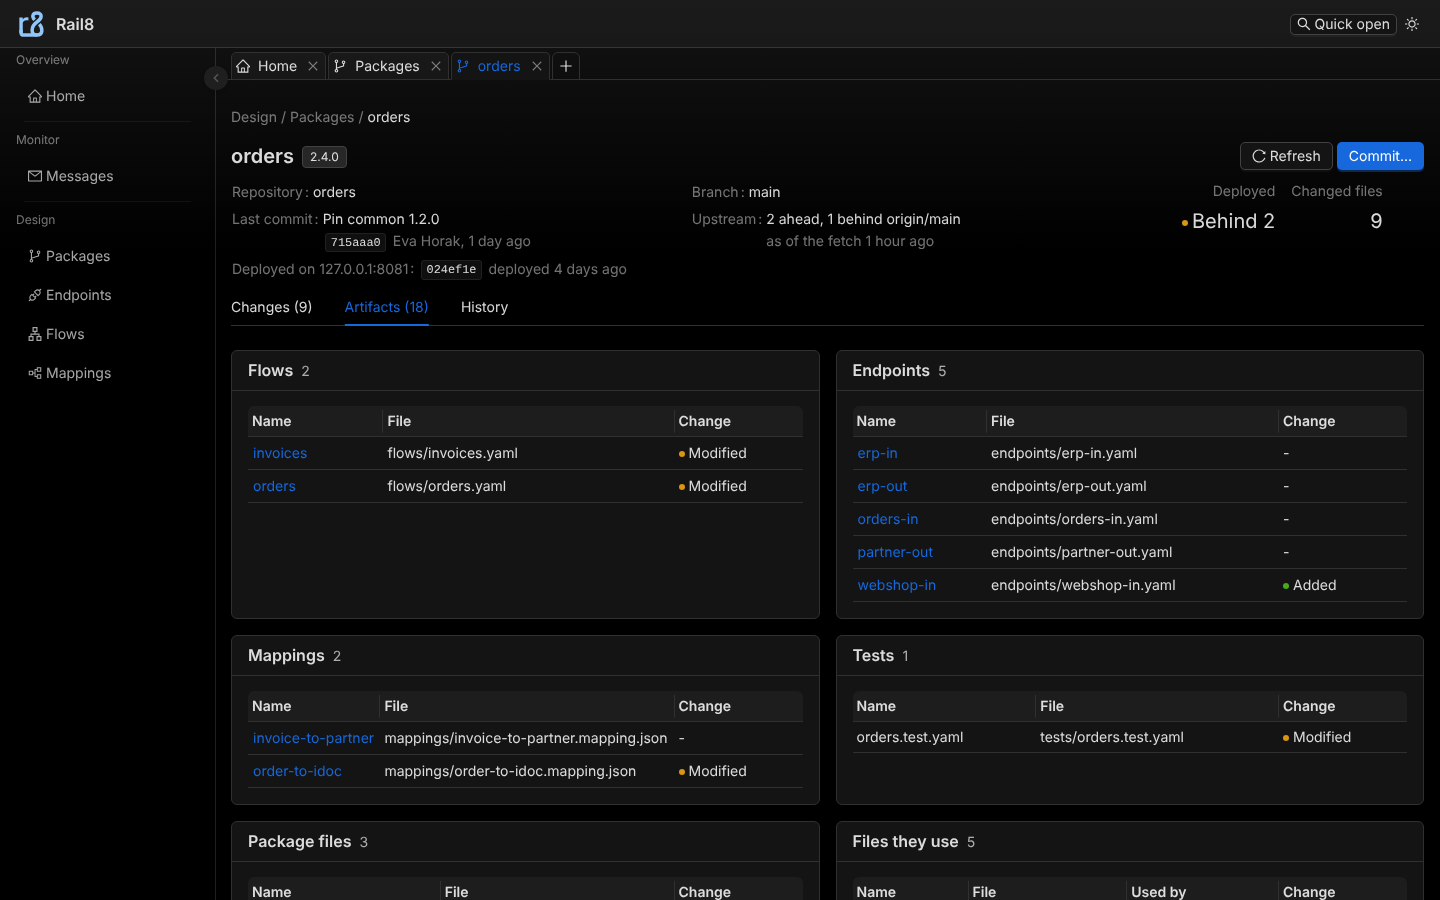 Rail8
Quick open
Overview
Home
Monitor
Messages
Design
Packages
Endpoints
Flows
Mappings
Home
Packages
orders
Design / Packages / orders
orders 2.4.0
Refresh
Commit...
Repository: orders
Branch: main
Deployed
Changed files
Last commit: Pin common 1.2.0
Upstream: 2 ahead, 1 behind origin/main
Behind 2
9
715aaa0 Eva Horak, 1 day ago
as of the fetch 1 hour ago
Deployed on 127.0.0.1:8081: 024ef1e deployed 4 days ago
Changes (9)
Artifacts (18)
History
Flows 2
Name File Change
invoices flows/invoices.yaml Modified
orders flows/orders.yaml Modified
Endpoints 5
Name File Change
erp-in endpoints/erp-in.yaml -
erp-out endpoints/erp-out.yaml -
orders-in endpoints/orders-in.yaml -
partner-out endpoints/partner-out.yaml -
webshop-in endpoints/webshop-in.yaml Added
Mappings 2
Name File Change
invoice-to-partner mappings/invoice-to-partner.mapping.json -
order-to-idoc mappings/order-to-idoc.mapping.json Modified
Tests 1
Name File Change
orders.test.yaml tests/orders.test.yaml Modified
Package files 3
Name File Change
Files they use 5
Name File Used by Change